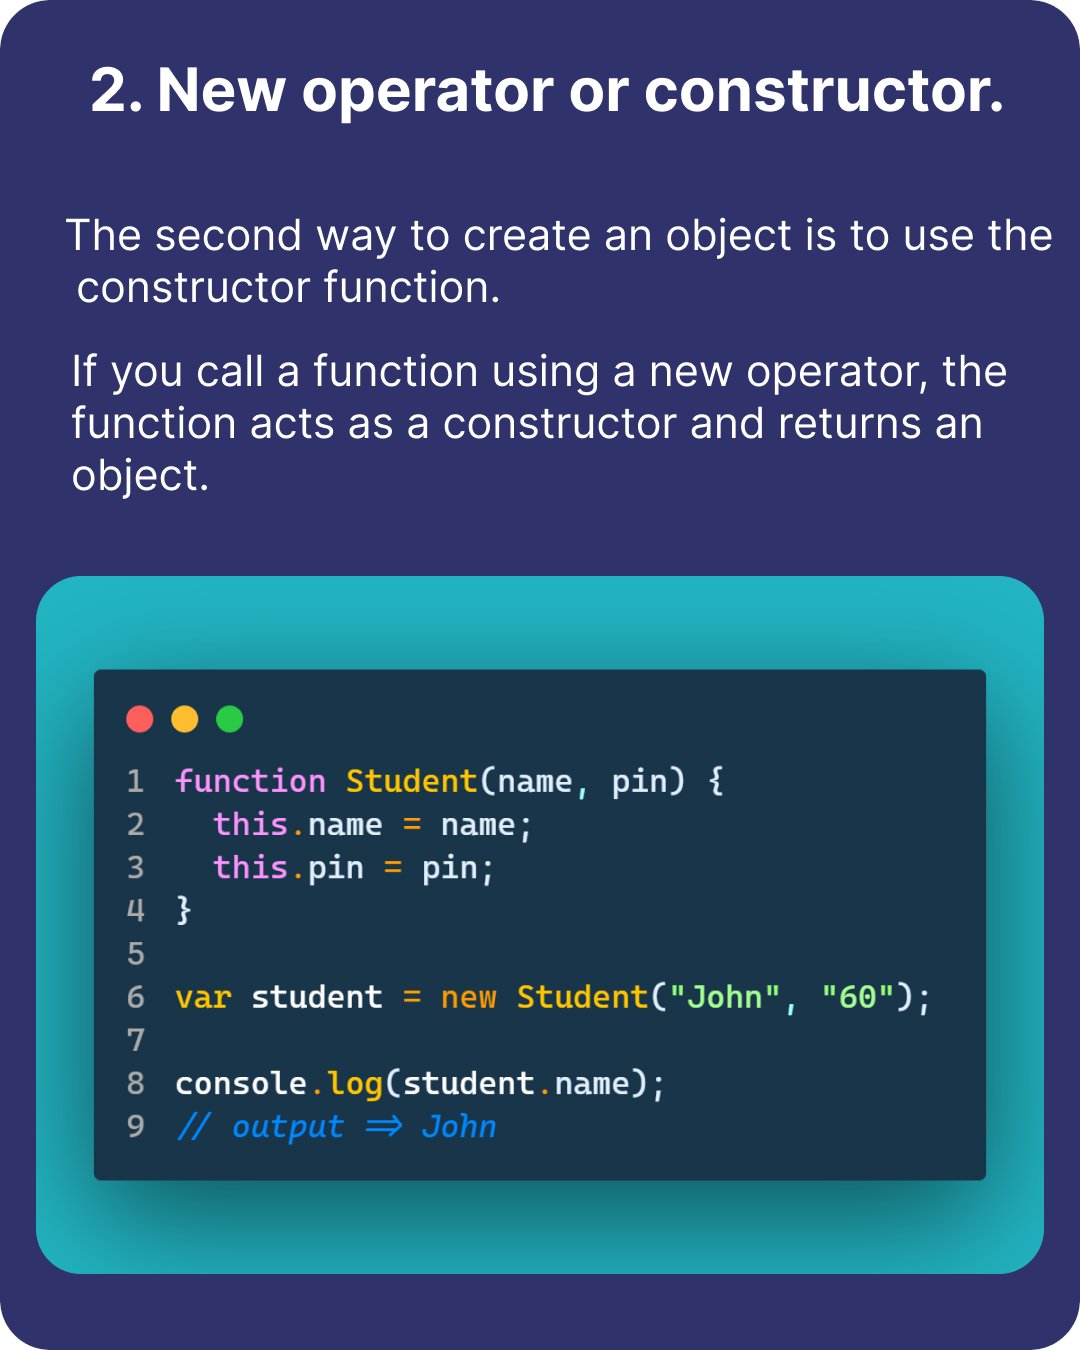 2. New operator or constructor.
The second way to create an object is to use the
constructor function.
If you call a function using a new operator, the
function acts as a constructor and returns an
object.
1 function Student(name, pin) {
2   this.name = name;
3   this.pin = pin;
4 }
5
6 var student = new Student("John", "60");
7
8 console.log(student.name);
9 // output => John